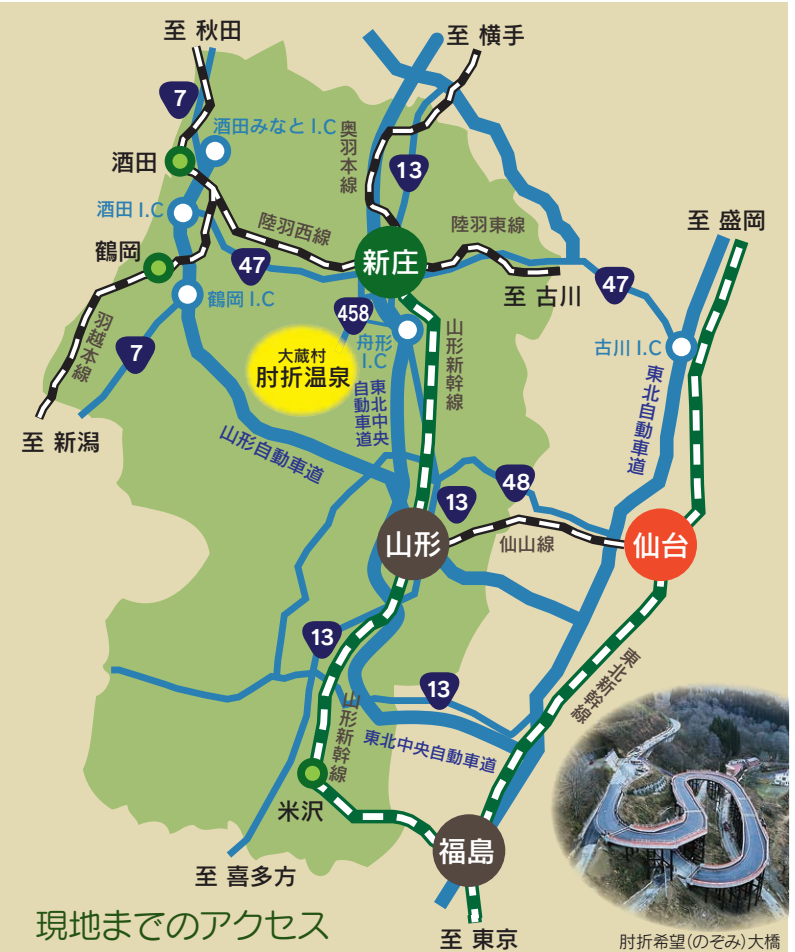 至 秋田
至 横手
7
酒田みなと I.C
奥羽本線
13
酒田
酒田 I.C
陸羽西線
陸羽東線
至 盛岡
鶴岡
47
新庄
至 古川
47
鶴岡 I.C
458
舟形
I.C
山形新幹線
古川 I.C
羽越本線
7
大蔵村
肘折温泉
東北中央
自動車道
東北自動車道
至 新潟
山形自動車道
48
13
山形
仙山線
仙台
13
13
東北新幹線
山形新幹線
東北中央自動車道
米沢
福島
至 喜多方
現地までのアクセス
至 東京
肘折希望(のぞみ)大橋